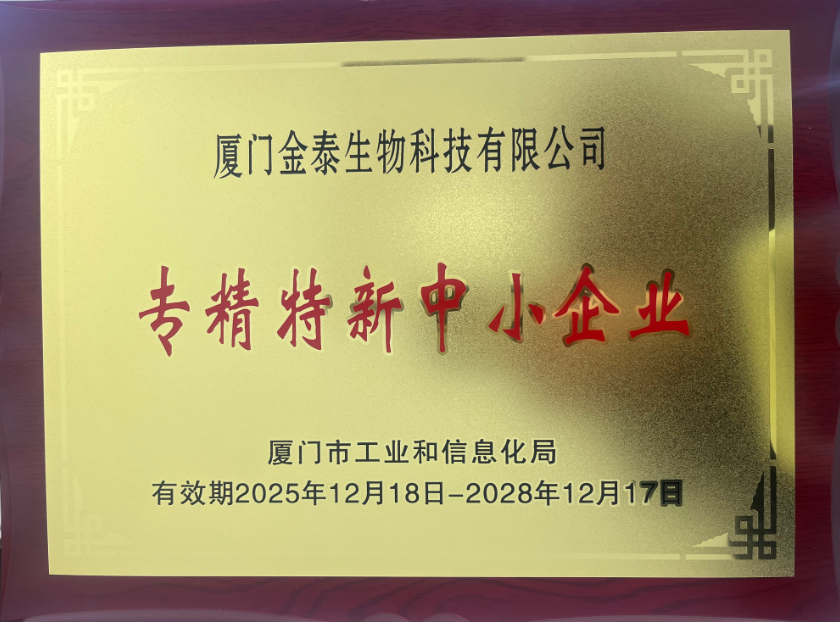 厦门金泰生物科技有限公司
专精特新中小企业
厦门市工业和信息化局
有效期2025年12月18日-2028年12月17日